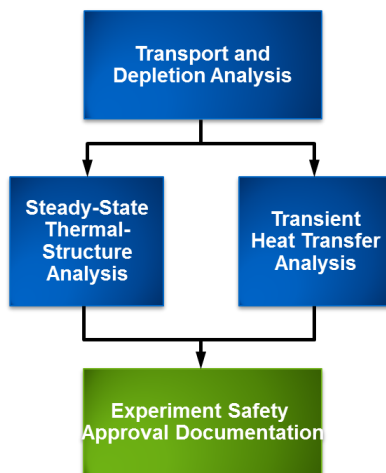 Transport and
Depletion Analysis
Steady-State
Thermal-
Structure
Analysis
Transient
Heat Transfer
Analysis
Experiment Safety
Approval Documentation